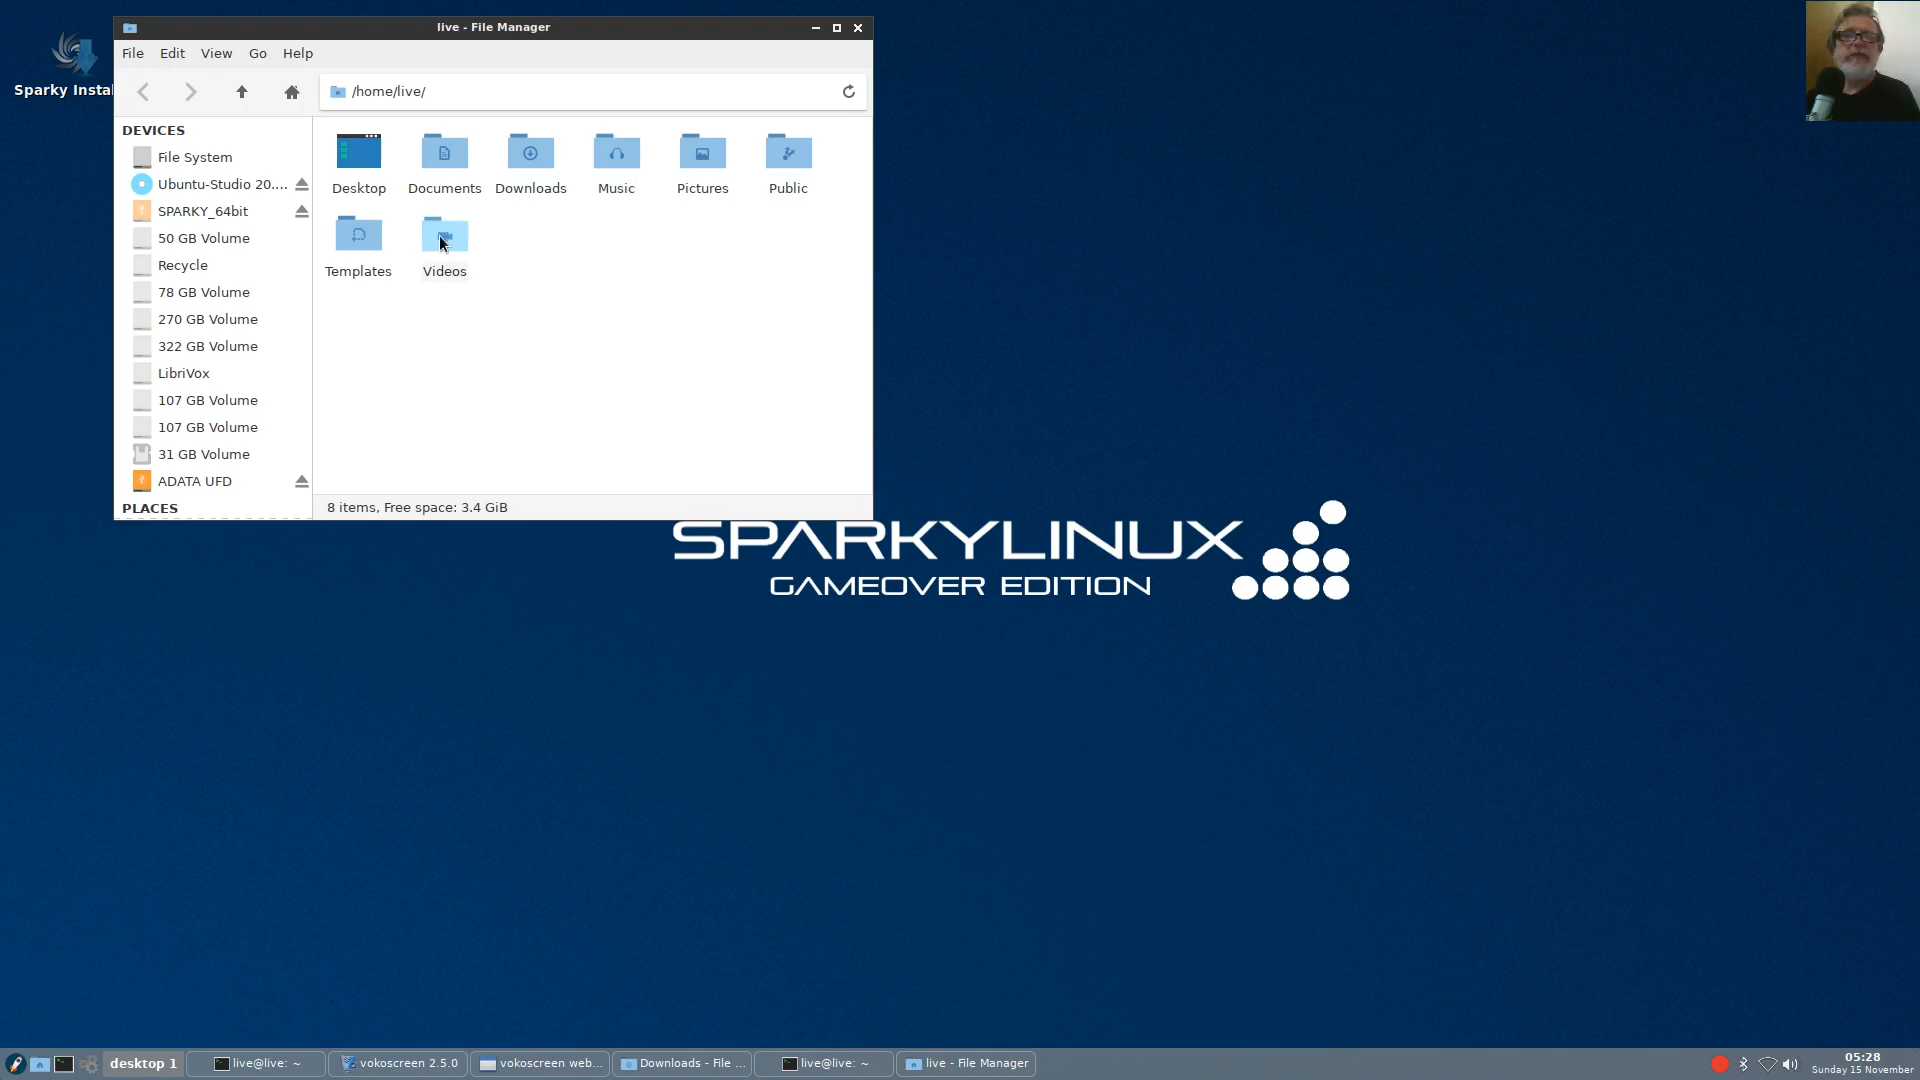 live - File Manager
File Edit View Go Help
/home/live/
Sparky Instal
DEVICES
File System
Ubuntu-Studio 20....
SPARKY_64bit
50 GB Volume
Recycle
78 GB Volume
270 GB Volume
322 GB Volume
LibriVox
107 GB Volume
107 GB Volume
31 GB Volume
ADATA UFD
PLACES
Desktop Documents Downloads Music Pictures Public
Templates Videos
8 items, Free space: 3.4 GiB
SPARKYLINUX
GAMEOVER EDITION
desktop 1 live@live: ~ vokoscreen 2.5.0 vokoscreen web... Downloads - File ... live@live: ~ live - File Manager
05:28
Sunday 15 November